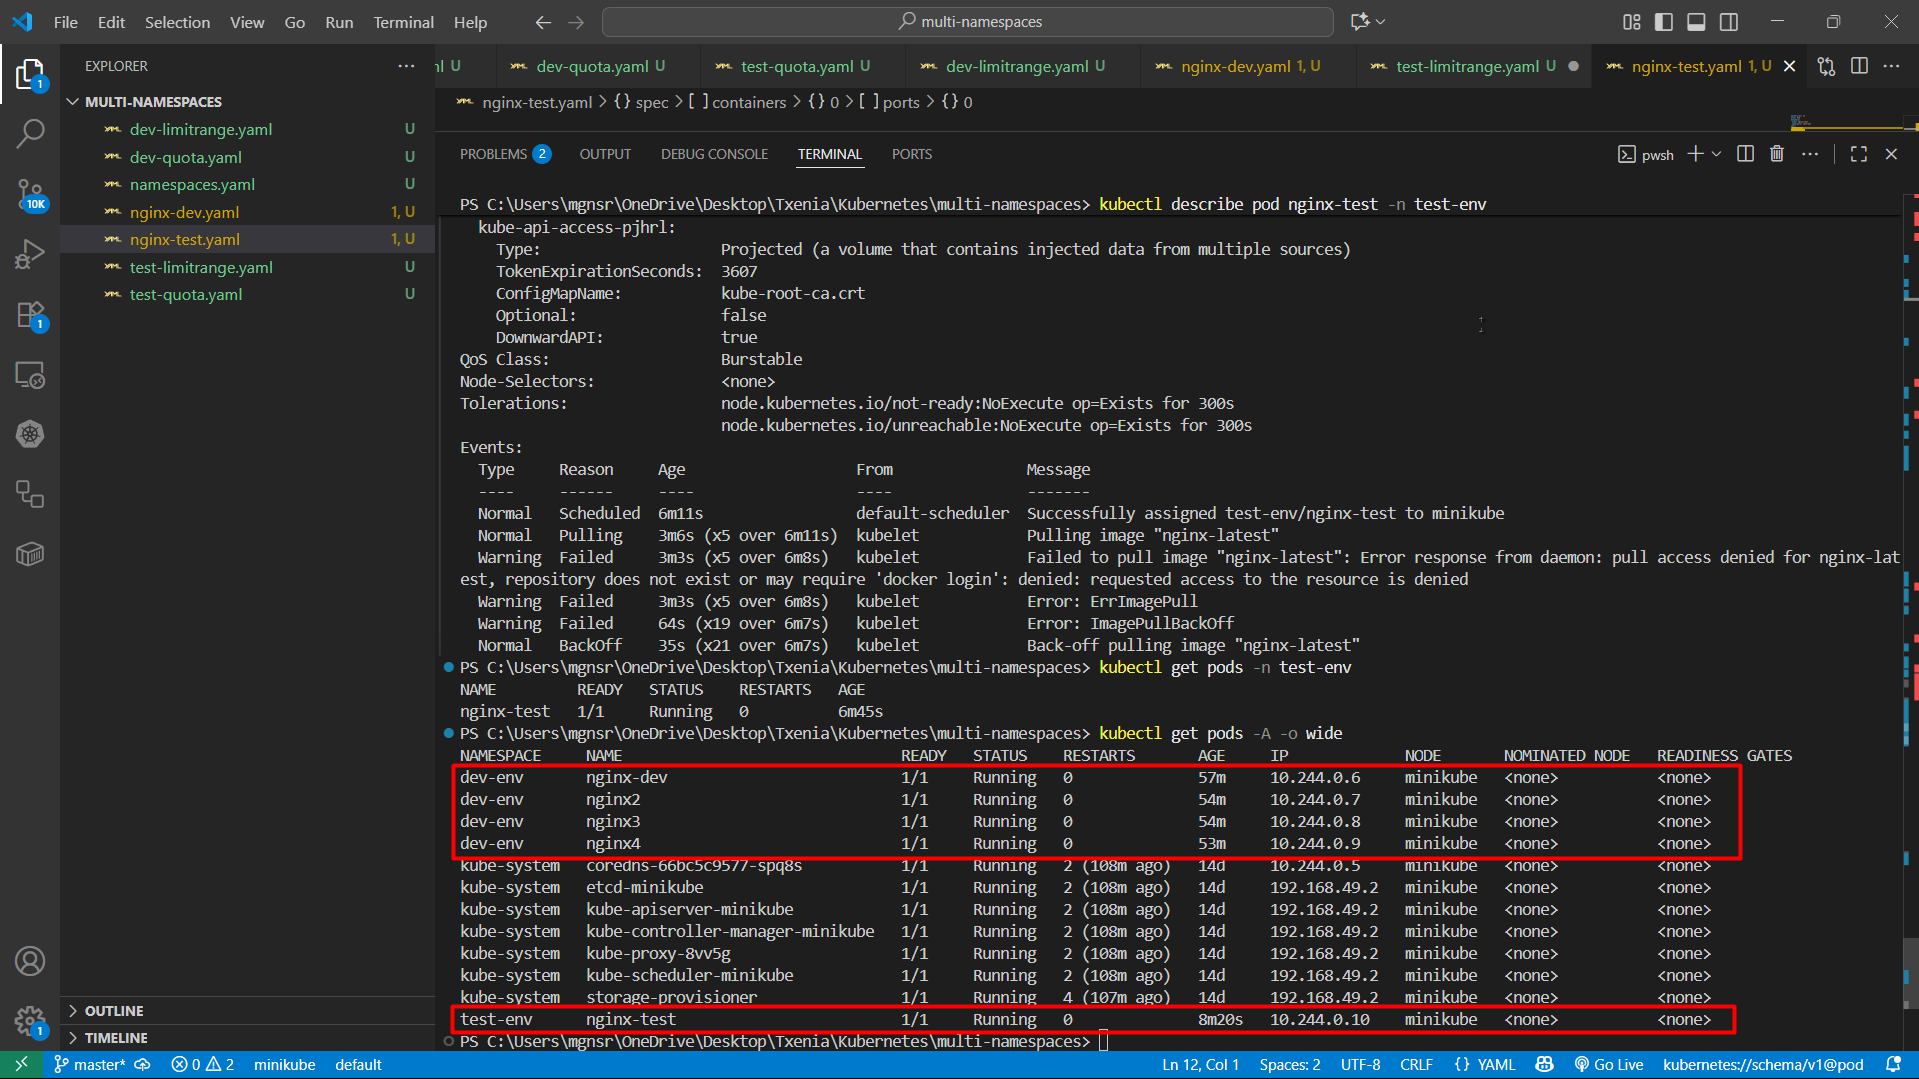 File Edit Selection View Go Run Terminal Help
multi-namespaces
EXPLORER
MULTI-NAMESPACES
dev-limitrange.yaml U
dev-quota.yaml U
namespaces.yaml U
nginx-dev.yaml 1, U
nginx-test.yaml 1, U
test-limitrange.yaml U
test-quota.yaml U
OUTLINE
TIMELINE
1
10K
1
1
U dev-quota.yaml U test-quota.yaml U dev-limitrange.yaml U nginx-dev.yaml 1, U test-limitrange.yaml U nginx-test.yaml 1, U
nginx-test.yaml > {} spec > [ ] containers > {} 0 > [ ] ports > {} 0
PROBLEMS 2 OUTPUT DEBUG CONSOLE TERMINAL PORTS
pwsh
PS C:\Users\mgnsr\OneDrive\Desktop\Txenia\Kubernetes\multi-namespaces> kubectl describe pod nginx-test -n test-env
kube-api-access-pjhrl:
Type: Projected (a volume that contains injected data from multiple sources)
TokenExpirationSeconds: 3607
ConfigMapName: kube-root-ca.crt
Optional: false
DownwardAPI: true
QoS Class: Burstable
Node-Selectors: <none>
Tolerations: node.kubernetes.io/not-ready:NoExecute op=Exists for 300s
node.kubernetes.io/unreachable:NoExecute op=Exists for 300s
Events:
Type Reason Age From Message
---- ------ ---- ---- -------
Normal Scheduled 6m11s default-scheduler Successfully assigned test-env/nginx-test to minikube
Normal Pulling 3m6s (x5 over 6m11s) kubelet Pulling image "nginx-latest"
Warning Failed 3m3s (x5 over 6m8s) kubelet Failed to pull image "nginx-latest": Error response from daemon: pull access denied for nginx-lat
est, repository does not exist or may require 'docker login': denied: requested access to the resource is denied
Warning Failed 3m3s (x5 over 6m8s) kubelet Error: ErrImagePull
Warning Failed 64s (x19 over 6m7s) kubelet Error: ImagePullBackOff
Normal BackOff 35s (x21 over 6m7s) kubelet Back-off pulling image "nginx-latest"
PS C:\Users\mgnsr\OneDrive\Desktop\Txenia\Kubernetes\multi-namespaces> kubectl get pods -n test-env
NAME READY STATUS RESTARTS AGE
nginx-test 1/1 Running 0 6m45s
PS C:\Users\mgnsr\OneDrive\Desktop\Txenia\Kubernetes\multi-namespaces> kubectl get pods -A -o wide
NAMESPACE NAME READY STATUS RESTARTS AGE IP NODE NOMINATED NODE READINESS GATES
dev-env nginx-dev 1/1 Running 0 57m 10.244.0.6 minikube <none> <none>
dev-env nginx2 1/1 Running 0 54m 10.244.0.7 minikube <none> <none>
dev-env nginx3 1/1 Running 0 54m 10.244.0.8 minikube <none> <none>
dev-env nginx4 1/1 Running 0 53m 10.244.0.9 minikube <none> <none>
kube-system coredns-66bc5c9577-spq8s 1/1 Running 2 (108m ago) 14d 10.244.0.5 minikube <none> <none>
kube-system etcd-minikube 1/1 Running 2 (108m ago) 14d 192.168.49.2 minikube <none> <none>
kube-system kube-apiserver-minikube 1/1 Running 2 (108m ago) 14d 192.168.49.2 minikube <none> <none>
kube-system kube-controller-manager-minikube 1/1 Running 2 (108m ago) 14d 192.168.49.2 minikube <none> <none>
kube-system kube-proxy-8vv5g 1/1 Running 2 (108m ago) 14d 192.168.49.2 minikube <none> <none>
kube-system kube-scheduler-minikube 1/1 Running 2 (108m ago) 14d 192.168.49.2 minikube <none> <none>
kube-system storage-provisioner 1/1 Running 4 (107m ago) 14d 192.168.49.2 minikube <none> <none>
test-env nginx-test 1/1 Running 0 8m20s 10.244.0.10 minikube <none> <none>
PS C:\Users\mgnsr\OneDrive\Desktop\Txenia\Kubernetes\multi-namespaces>
master* 0 2 minikube default Ln 12, Col 1 Spaces: 2 UTF-8 CRLF {} YAML Go Live kubernetes://schema/v1@pod